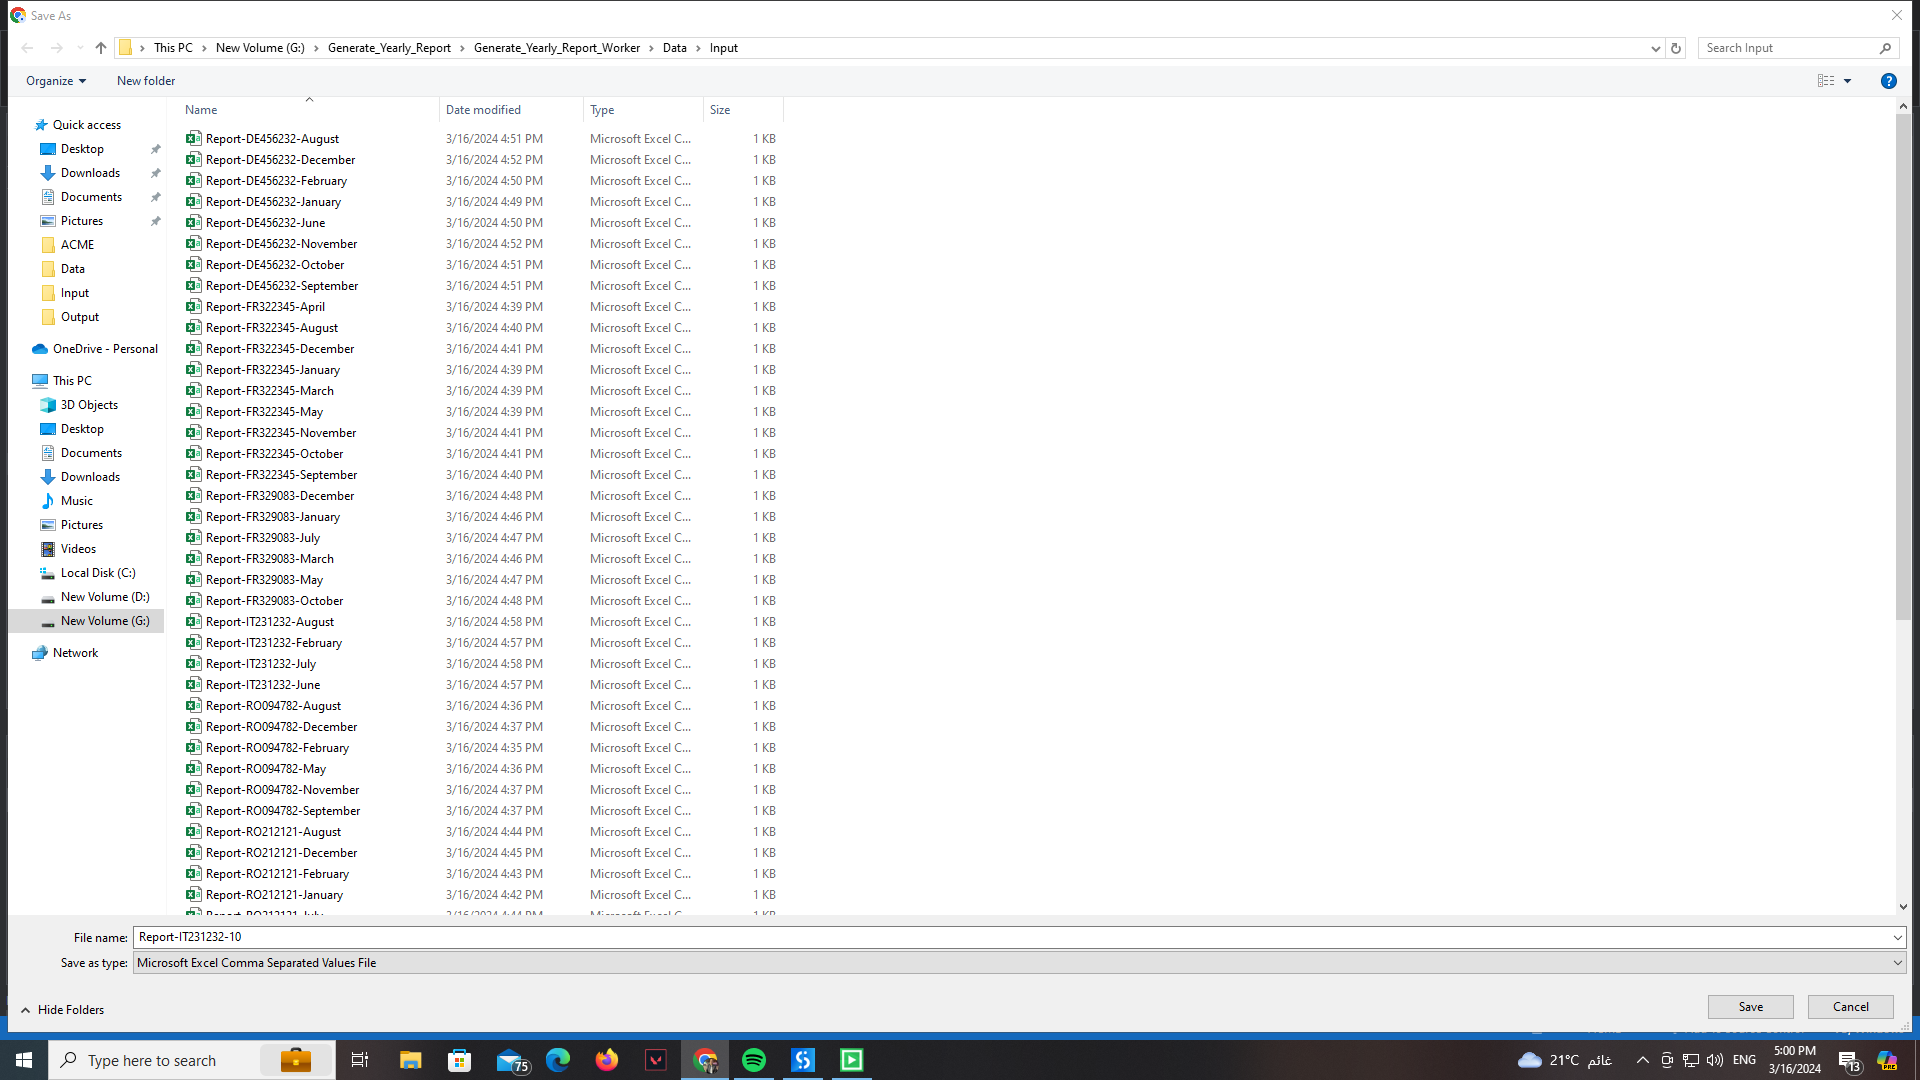 Save As
This PC > New Volume (G:) > Generate_Yearly_Report > Generate_Yearly_Report_Worker > Data > Input
Search Input
Organize
New folder
Name Date modified Type Size
Quick access
Desktop
Downloads
Documents
Pictures
ACME
Data
Input
Output
OneDrive - Personal
This PC
3D Objects
Desktop
Documents
Downloads
Music
Pictures
Videos
Local Disk (C:)
New Volume (D:)
New Volume (G:)
Network
Report-DE456232-August 3/16/2024 4:51 PM Microsoft Excel C... 1 KB
Report-DE456232-December 3/16/2024 4:52 PM Microsoft Excel C... 1 KB
Report-DE456232-February 3/16/2024 4:50 PM Microsoft Excel C... 1 KB
Report-DE456232-January 3/16/2024 4:49 PM Microsoft Excel C... 1 KB
Report-DE456232-June 3/16/2024 4:50 PM Microsoft Excel C... 1 KB
Report-DE456232-November 3/16/2024 4:52 PM Microsoft Excel C... 1 KB
Report-DE456232-October 3/16/2024 4:51 PM Microsoft Excel C... 1 KB
Report-DE456232-September 3/16/2024 4:51 PM Microsoft Excel C... 1 KB
Report-FR322345-April 3/16/2024 4:39 PM Microsoft Excel C... 1 KB
Report-FR322345-August 3/16/2024 4:40 PM Microsoft Excel C... 1 KB
Report-FR322345-December 3/16/2024 4:41 PM Microsoft Excel C... 1 KB
Report-FR322345-January 3/16/2024 4:39 PM Microsoft Excel C... 1 KB
Report-FR322345-March 3/16/2024 4:39 PM Microsoft Excel C... 1 KB
Report-FR322345-May 3/16/2024 4:39 PM Microsoft Excel C... 1 KB
Report-FR322345-November 3/16/2024 4:41 PM Microsoft Excel C... 1 KB
Report-FR322345-October 3/16/2024 4:41 PM Microsoft Excel C... 1 KB
Report-FR322345-September 3/16/2024 4:40 PM Microsoft Excel C... 1 KB
Report-FR329083-December 3/16/2024 4:48 PM Microsoft Excel C... 1 KB
Report-FR329083-January 3/16/2024 4:46 PM Microsoft Excel C... 1 KB
Report-FR329083-July 3/16/2024 4:47 PM Microsoft Excel C... 1 KB
Report-FR329083-March 3/16/2024 4:46 PM Microsoft Excel C... 1 KB
Report-FR329083-May 3/16/2024 4:47 PM Microsoft Excel C... 1 KB
Report-FR329083-October 3/16/2024 4:48 PM Microsoft Excel C... 1 KB
Report-IT231232-August 3/16/2024 4:58 PM Microsoft Excel C... 1 KB
Report-IT231232-February 3/16/2024 4:57 PM Microsoft Excel C... 1 KB
Report-IT231232-July 3/16/2024 4:58 PM Microsoft Excel C... 1 KB
Report-IT231232-June 3/16/2024 4:57 PM Microsoft Excel C... 1 KB
Report-RO094782-August 3/16/2024 4:36 PM Microsoft Excel C... 1 KB
Report-RO094782-December 3/16/2024 4:37 PM Microsoft Excel C... 1 KB
Report-RO094782-February 3/16/2024 4:35 PM Microsoft Excel C... 1 KB
Report-RO094782-May 3/16/2024 4:36 PM Microsoft Excel C... 1 KB
Report-RO094782-November 3/16/2024 4:37 PM Microsoft Excel C... 1 KB
Report-RO094782-September 3/16/2024 4:37 PM Microsoft Excel C... 1 KB
Report-RO212121-August 3/16/2024 4:44 PM Microsoft Excel C... 1 KB
Report-RO212121-December 3/16/2024 4:45 PM Microsoft Excel C... 1 KB
Report-RO212121-February 3/16/2024 4:43 PM Microsoft Excel C... 1 KB
Report-RO212121-January 3/16/2024 4:42 PM Microsoft Excel C... 1 KB
Report-RO212121-July 3/16/2024 4:44 PM Microsoft Excel C... 1 KB
File name: Report-IT231232-10
Save as type: Microsoft Excel Comma Separated Values File
Hide Folders
Save
Cancel
Type here to search
75
21°C غائم
ENG
5:00 PM
3/16/2024
13
PRE